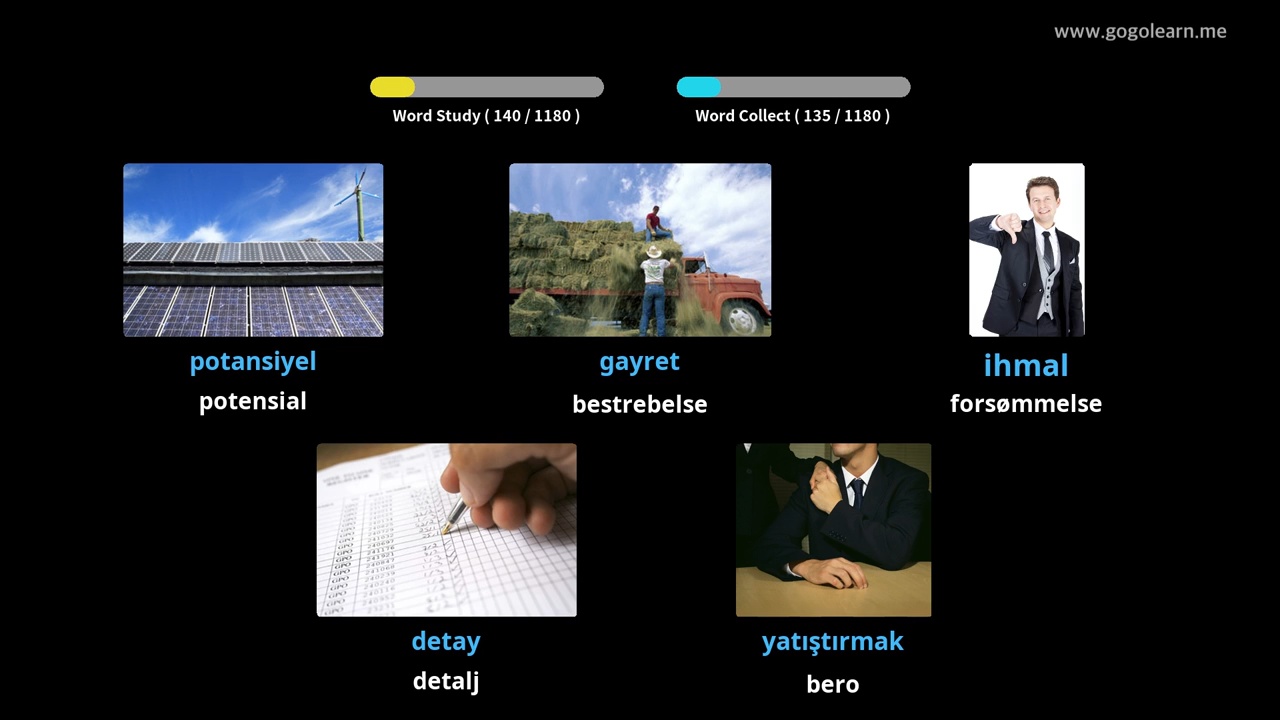 www.gogolearn.me
Word Study ( 140 / 1180 )
Word Collect ( 135 / 1180 )
potansiyel
potensial
gayret
bestrebelse
ihmal
forsømmelse
detay
detalj
yatıştırmak
bero